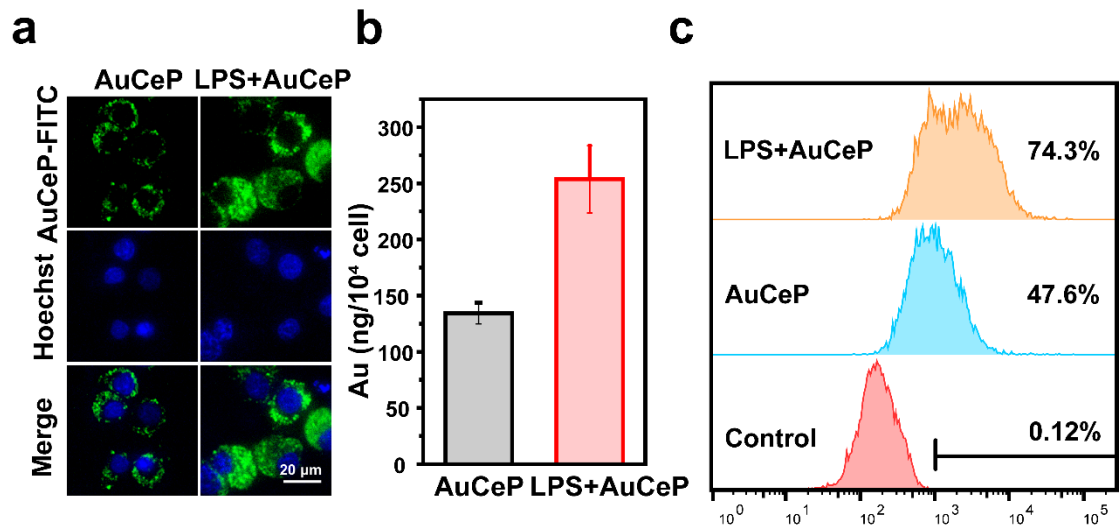 a
AuCeP LPS+AuCeP
AuCeP-FITC
Hoechst
Merge
20 μm
b
Au (ng/10⁴ cell)
300
250
200
150
100
50
0
AuCeP LPS+AuCeP
c
LPS+AuCeP 74.3%
AuCeP 47.6%
Control 0.12%
10⁰ 10¹ 10² 10³ 10⁴ 10⁵